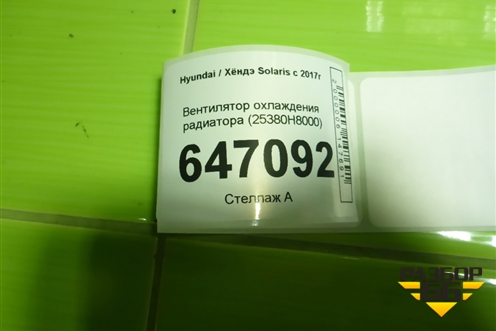 Hyundai / Хёндэ Solaris с 2017г
Вентилятор охлаждения
радиатора (25380H8000)
647092
Стеллаж А
РАЗБОР